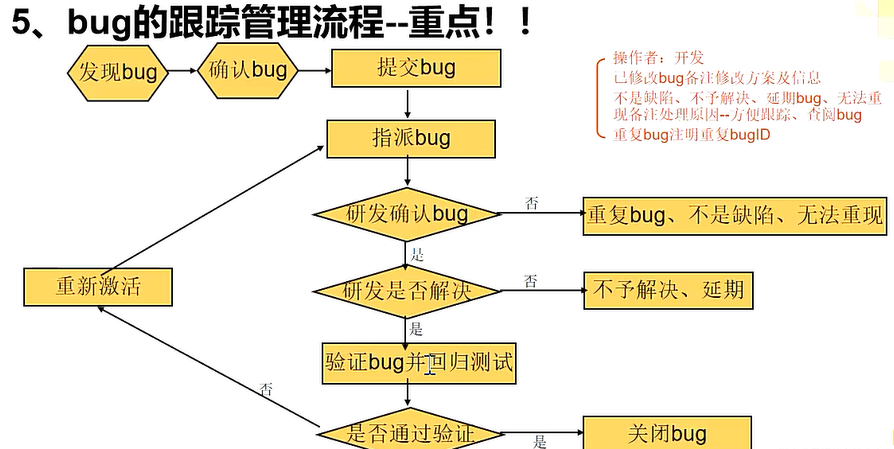 5、bug的跟踪管理流程--重点！！
发现bug
确认bug
提交bug
操作者：开发
已修改bug备注修改方案及信息
不是缺陷、不予解决、延期bug、无法重
现备注处理原因--方便跟踪、查阅bug
重复bug注明重复bugID
指派bug
研发确认bug
否
重复bug、不是缺陷、无法重现
是
重新激活
研发是否解决
否
不予解决、延期
是
验证bug并回归测试
否
是否通过验证
是
关闭bug